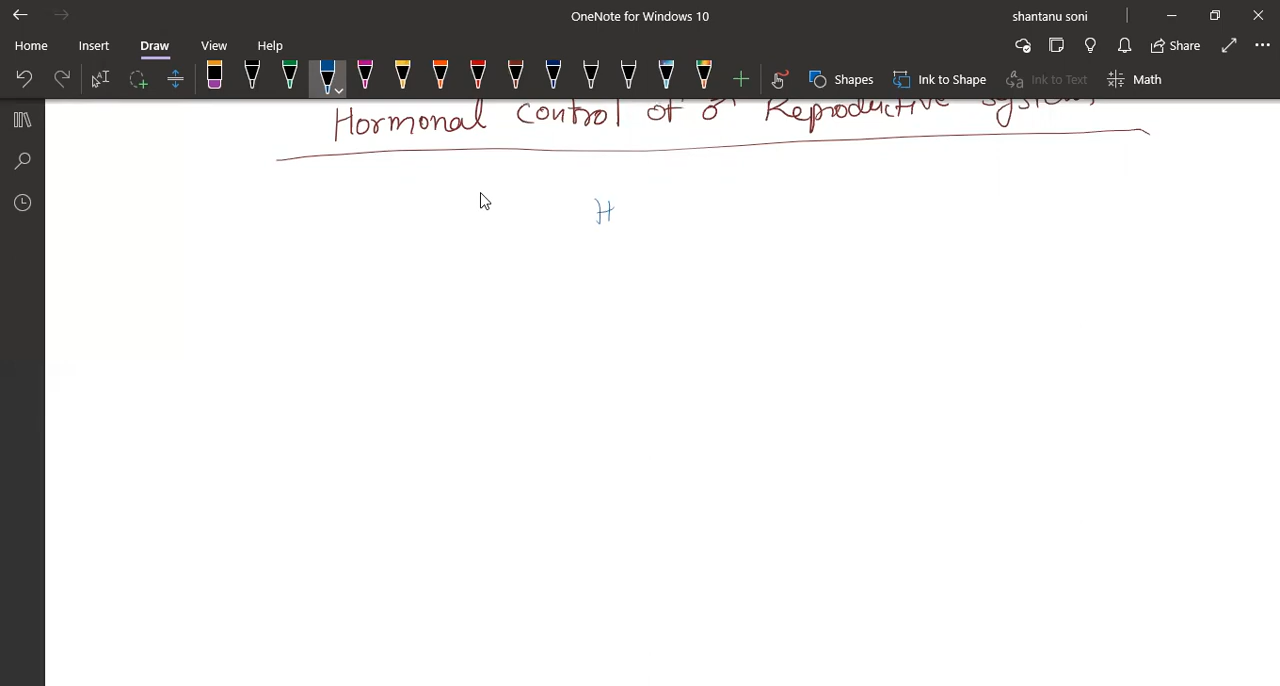 OneNote for Windows 10
shantanu soni
Home Insert Draw View Help
Share
Shapes
Ink to Shape
Ink to Text
Math
Hormonal control of ♂ Reproductive system
H